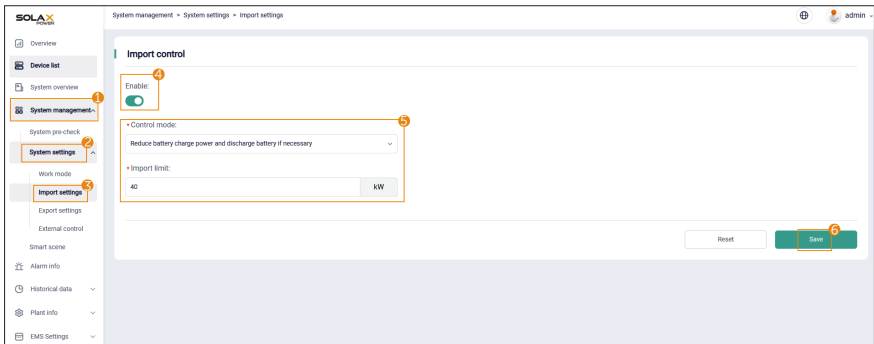 SOLAX
POWER
System management > System settings > Import settings
admin
Overview
Device list
System overview
1
System management
System pre-check
2
System settings
Work mode
3
Import settings
Export settings
External control
Smart scene
Alarm info
Historical data
Plant info
EMS Settings
Import control
4
Enable:
5
* Control mode:
Reduce battery charge power and discharge battery if necessary
* Import limit:
40
kW
Reset
6
Save